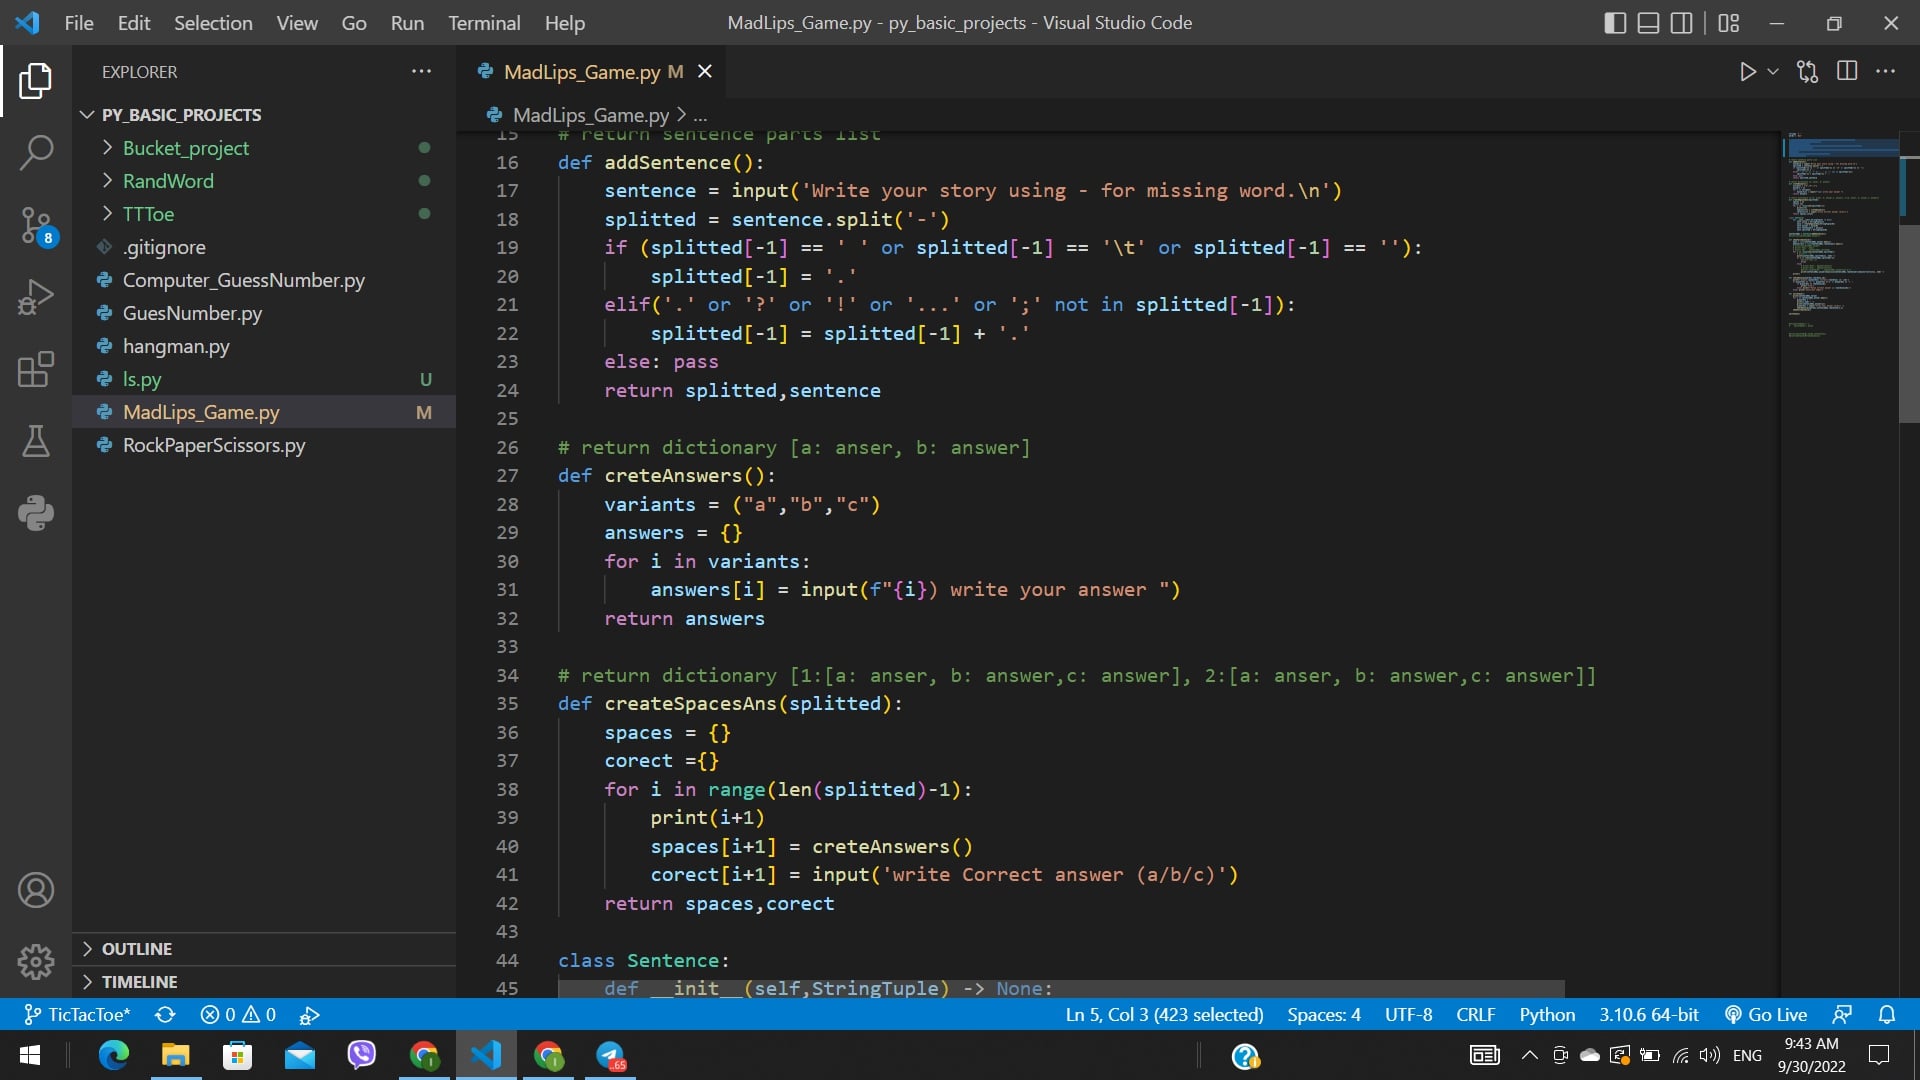 File Edit Selection View Go Run Terminal Help
MadLips_Game.py - py_basic_projects - Visual Studio Code
EXPLORER
PY_BASIC_PROJECTS
Bucket_project
RandWord
TTToe
.gitignore
Computer_GuessNumber.py
GuesNumber.py
hangman.py
ls.py U
MadLips_Game.py M
RockPaperScissors.py
OUTLINE
TIMELINE
8
MadLips_Game.py M
MadLips_Game.py > ...
15 # return sentence parts list
16 def addSentence():
17 sentence = input('Write your story using - for missing word.\n')
18 splitted = sentence.split('-')
19 if (splitted[-1] == ' ' or splitted[-1] == '\t' or splitted[-1] == ''):
20 splitted[-1] = '.'
21 elif('.' or '?' or '!' or '...' or ';' not in splitted[-1]):
22 splitted[-1] = splitted[-1] + '.'
23 else: pass
24 return splitted,sentence
25
26 # return dictionary [a: anser, b: answer]
27 def creteAnswers():
28 variants = ("a","b","c")
29 answers = {}
30 for i in variants:
31 answers[i] = input(f"{i}) write your answer ")
32 return answers
33
34 # return dictionary [1:[a: anser, b: answer,c: answer], 2:[a: anser, b: answer,c: answer]]
35 def createSpacesAns(splitted):
36 spaces = {}
37 corect ={}
38 for i in range(len(splitted)-1):
39 print(i+1)
40 spaces[i+1] = creteAnswers()
41 corect[i+1] = input('write Correct answer (a/b/c)')
42 return spaces,corect
43
44 class Sentence:
45 def __init__(self,StringTuple) -> None:
TicTacToe* 0 0 Ln 5, Col 3 (423 selected) Spaces: 4 UTF-8 CRLF Python 3.10.6 64-bit Go Live
65
ENG
9:43 AM
9/30/2022